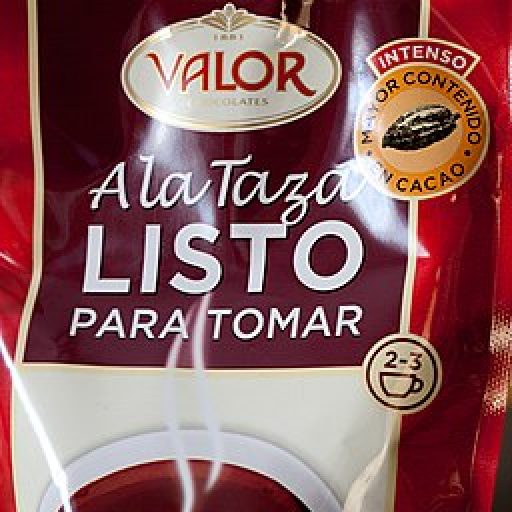 1881
VALOR
CHOCOLATES
INTENSO
MAYOR CONTENIDO
EN CACAO
A la Taza
LISTO
PARA TOMAR
2-3